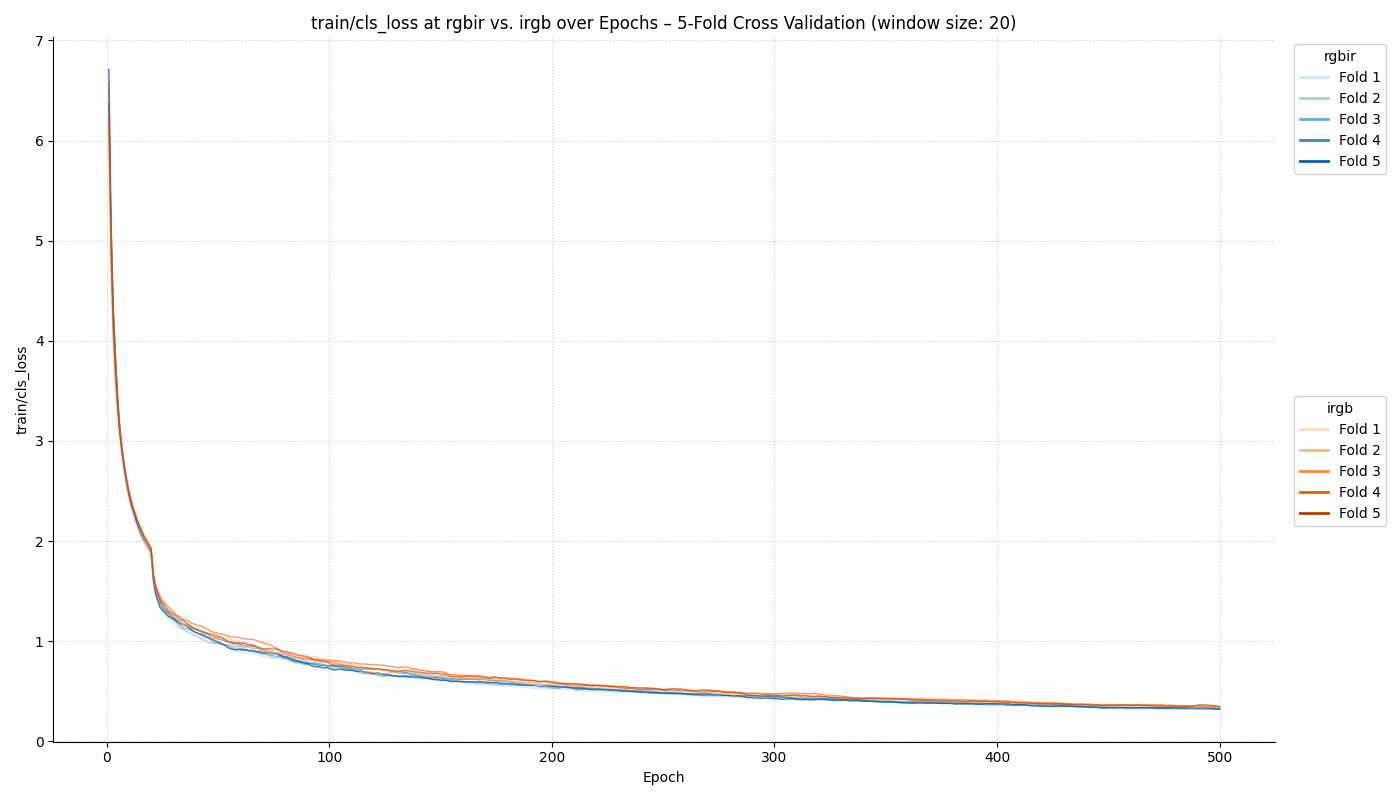 train/cls_loss at rgbir vs. irgb over Epochs – 5-Fold Cross Validation (window size: 20)
7
6
5
4
3
2
1
0
train/cls_loss
0 100 200 300 400 500
Epoch
rgbir
Fold 1
Fold 2
Fold 3
Fold 4
Fold 5
irgb
Fold 1
Fold 2
Fold 3
Fold 4
Fold 5